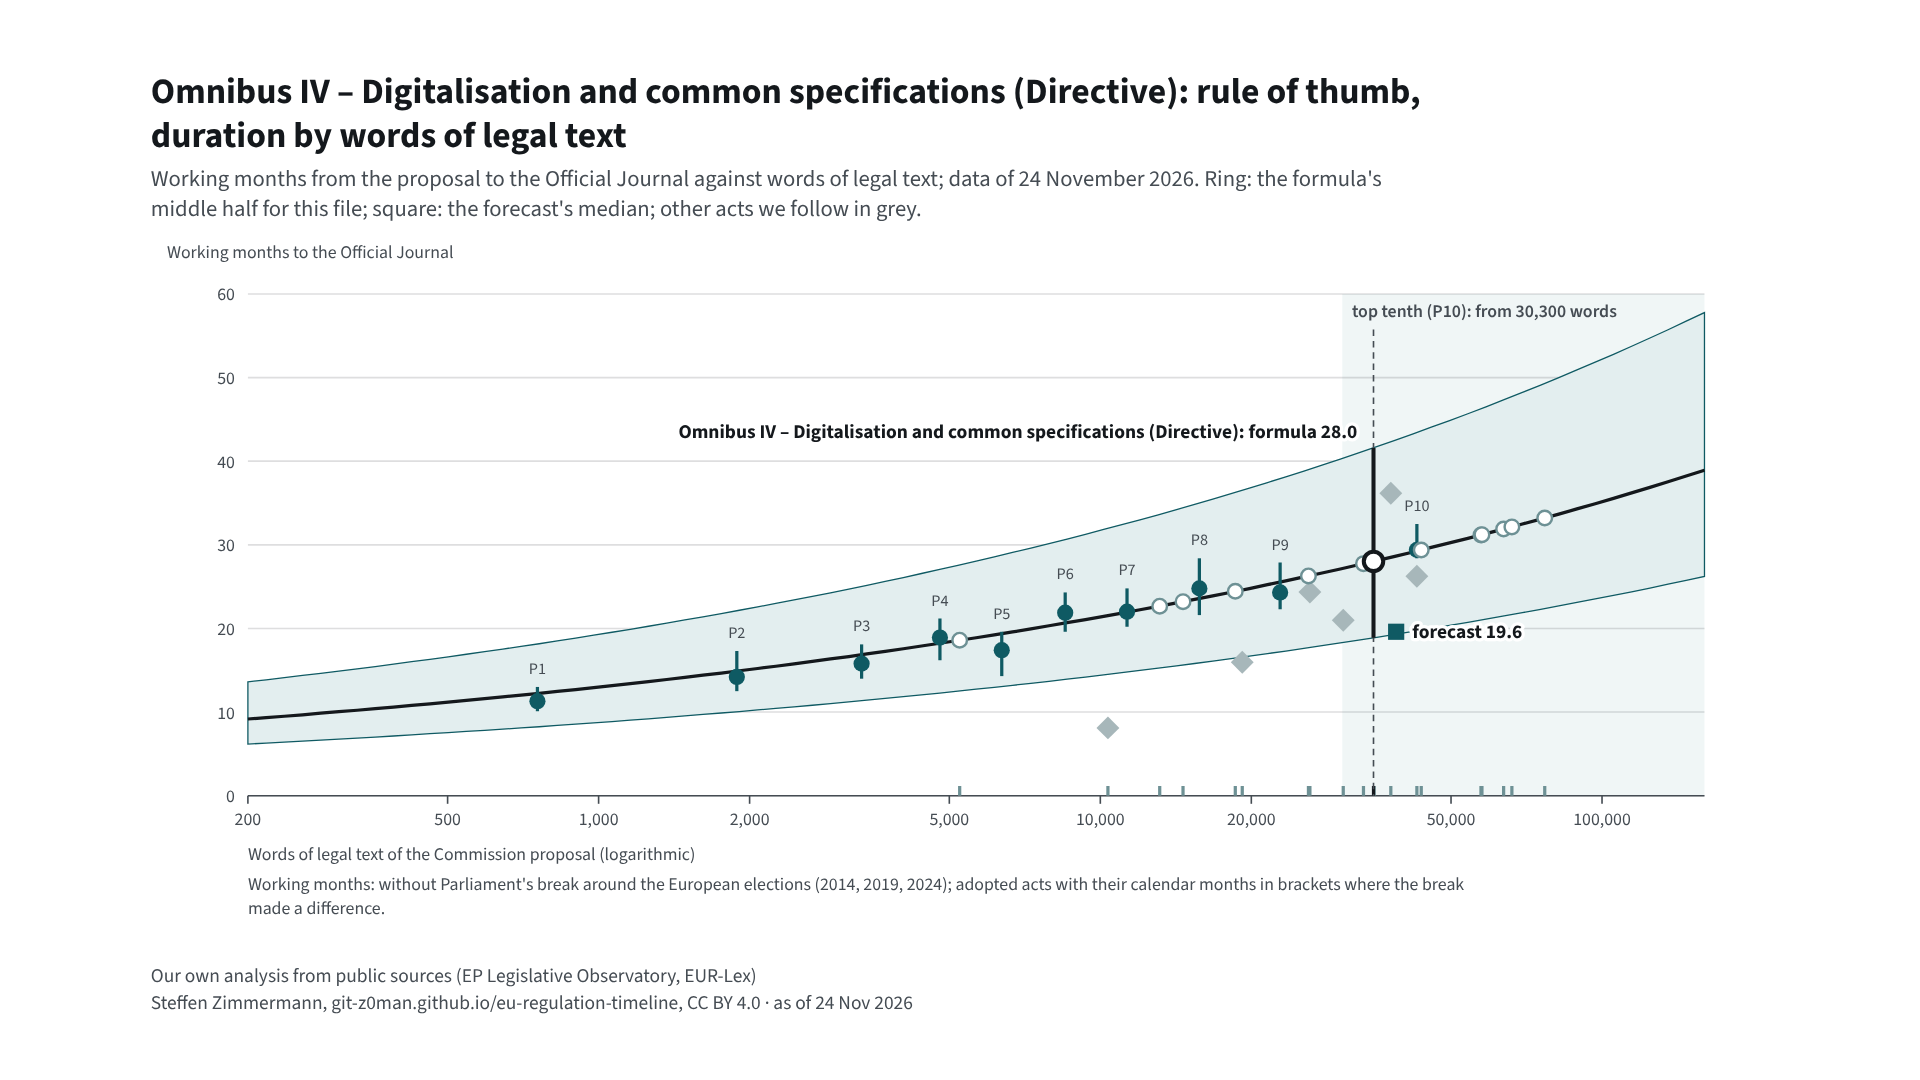 Omnibus IV – Digitalisation and common specifications (Directive): rule of thumb,
duration by words of legal text
Working months from the proposal to the Official Journal against words of legal text; data of 24 November 2026. Ring: the formula's
middle half for this file; square: the forecast's median; other acts we follow in grey.
Working months to the Official Journal
60
top tenth (P10): from 30,300 words
50
Omnibus IV – Digitalisation and common specifications (Directive): formula 28.0
40
P10
30
P8
P9
P7
P6
P4
P5
P3
P2
20
forecast 19.6
P1
10
0
200 500 1,000 2,000 5,000 10,000 20,000 50,000 100,000
Words of legal text of the Commission proposal (logarithmic)
Working months: without Parliament's break around the European elections (2014, 2019, 2024); adopted acts with their calendar months in brackets where the break
made a difference.
Our own analysis from public sources (EP Legislative Observatory, EUR-Lex)
Steffen Zimmermann, git-z0man.github.io/eu-regulation-timeline, CC BY 4.0 · as of 24 Nov 2026